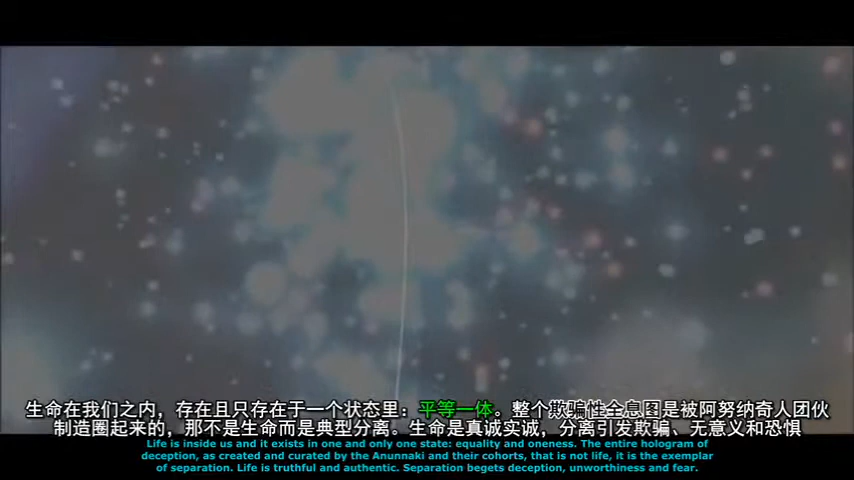 生命在我们之内，存在且只存在于一个状态里：平等一体。整个欺骗性全息图是被阿努纳奇人团伙
制造圈起来的，那不是生命而是典型分离。生命是真诚实诚，分离引发欺骗、无意义和恐惧
Life is inside us and it exists in one and only one state: equality and oneness. The entire hologram of
deception, as created and curated by the Anunnaki and their cohorts, that is not life, it is the exemplar
of separation. Life is truthful and authentic. Separation begets deception, unworthiness and fear.